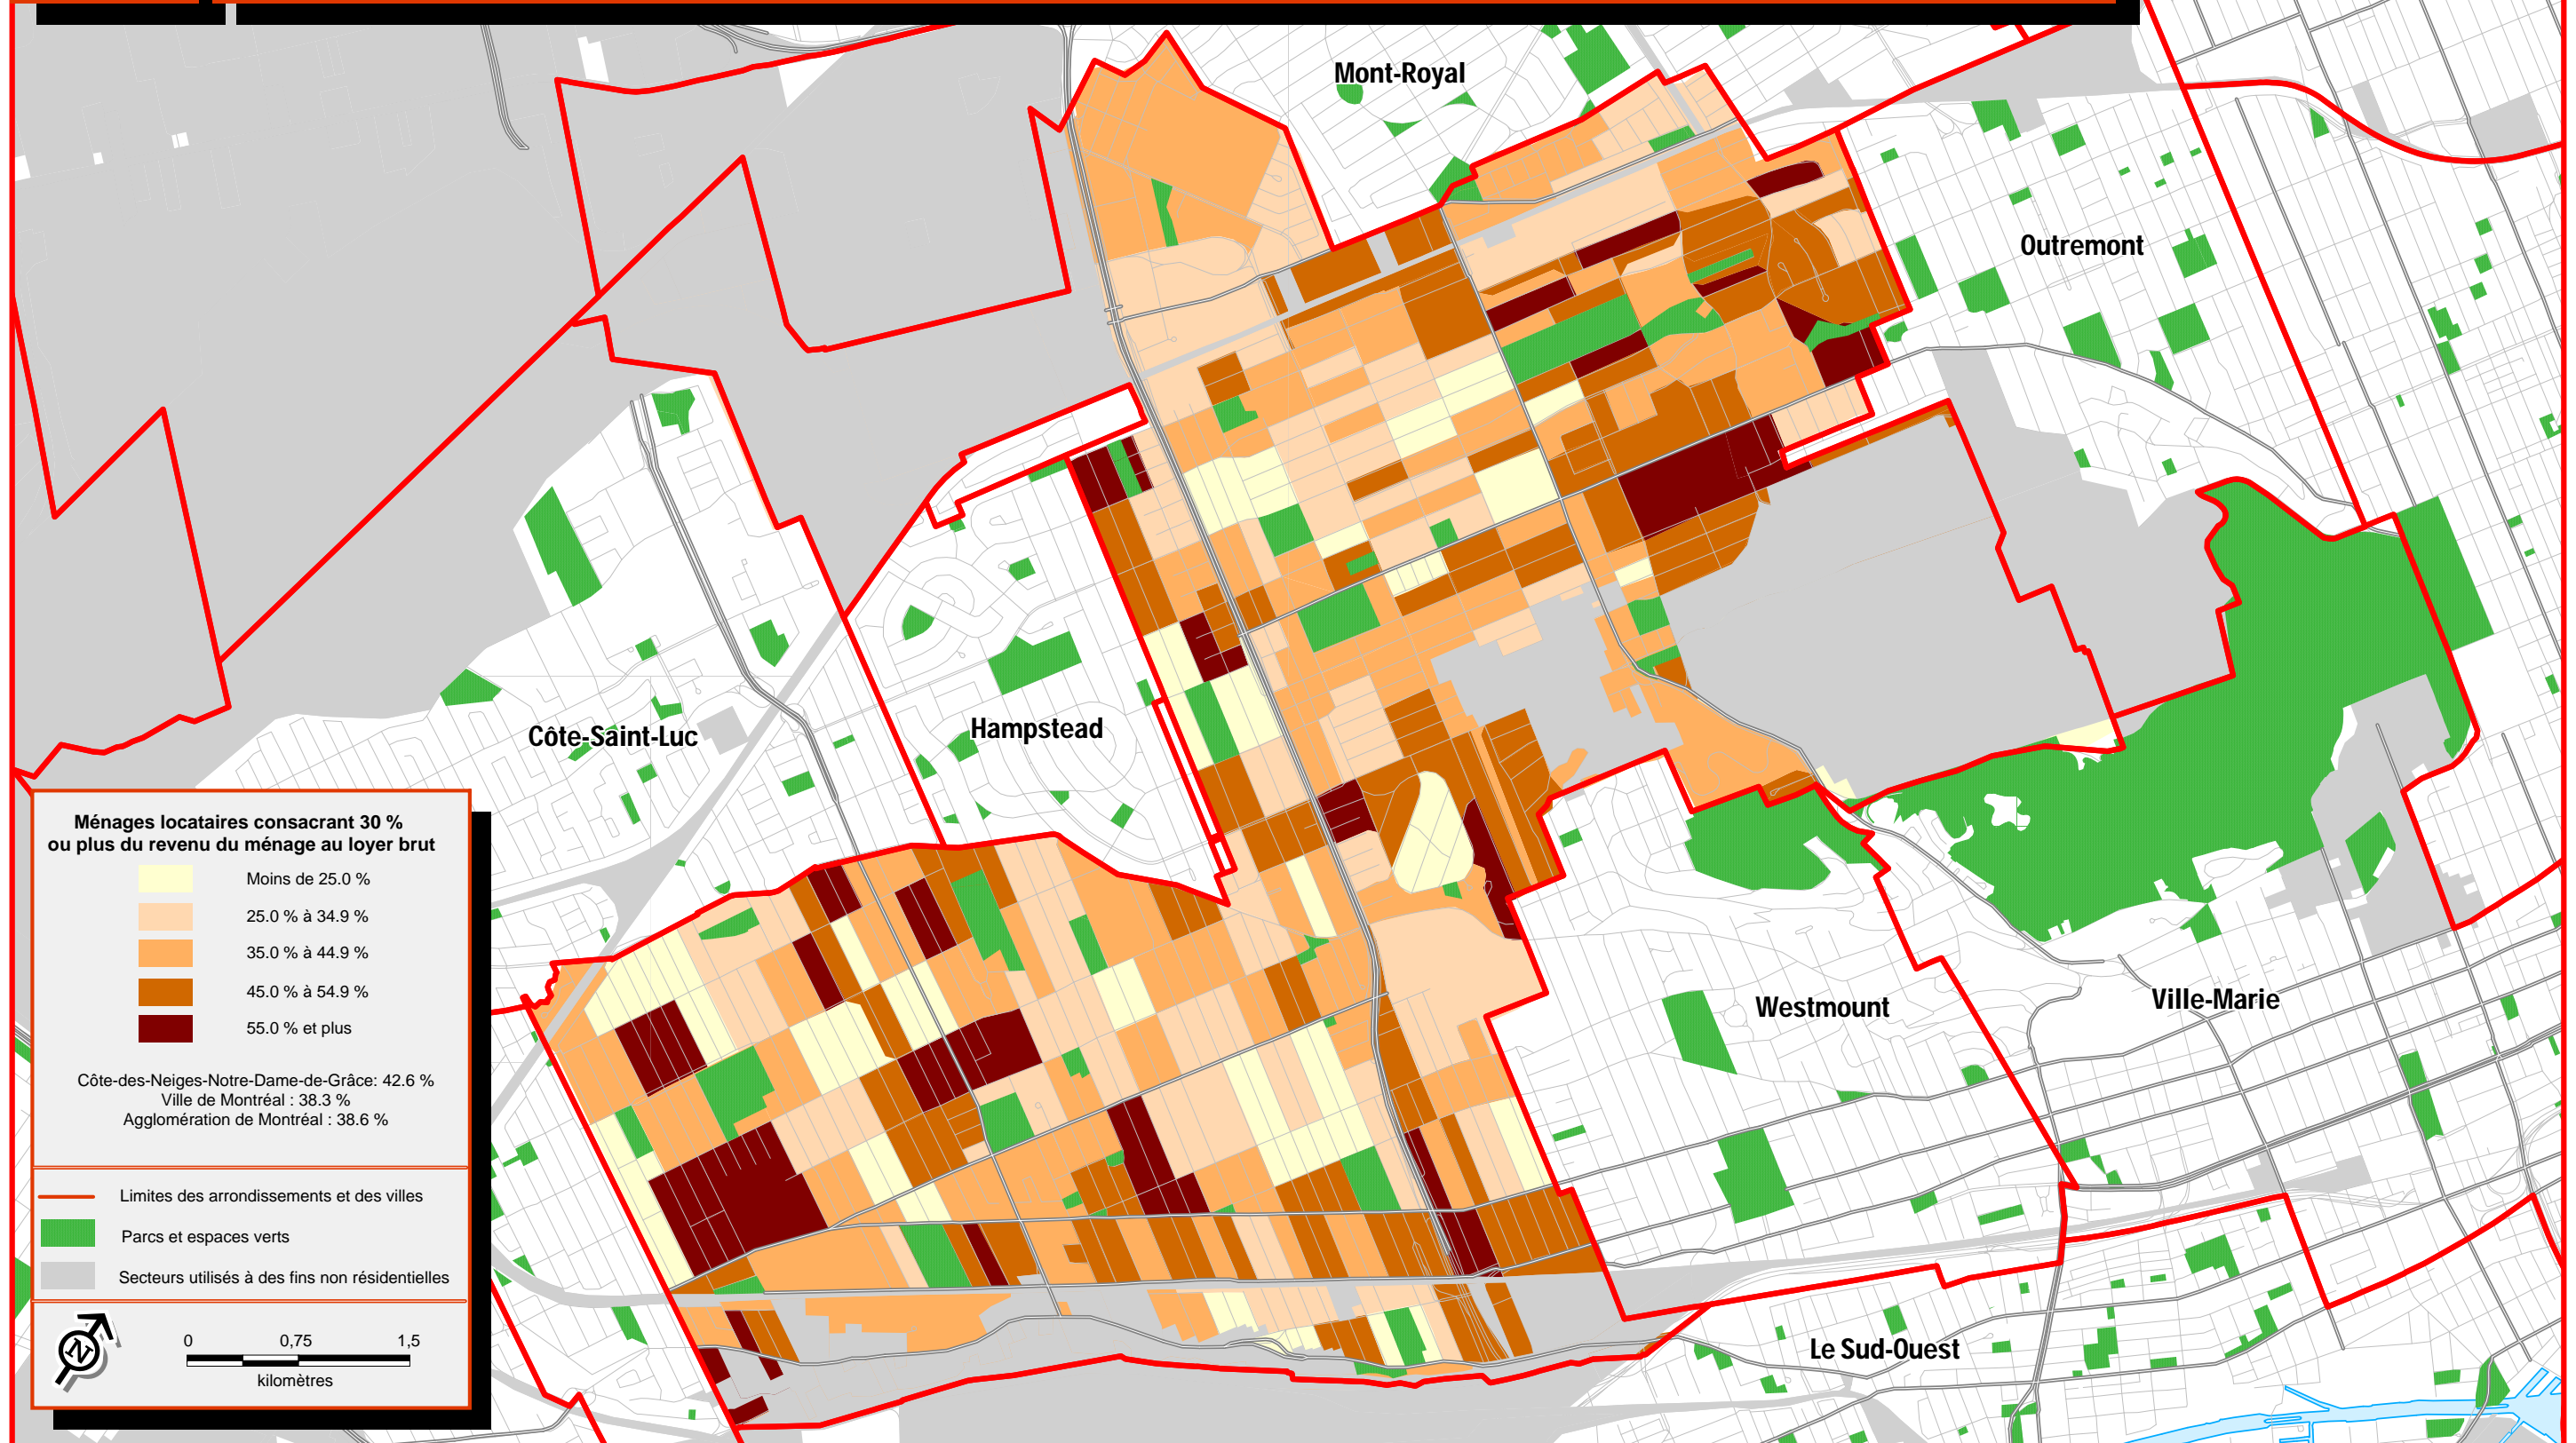 Mont-Royal
Outremont
Côte-Saint-Luc
Hampstead
Westmount
Ville-Marie
Le Sud-Ouest
Ménages locataires consacrant 30 %
ou plus du revenu du ménage au loyer brut
Moins de 25.0 %
25.0 % à 34.9 %
35.0 % à 44.9 %
45.0 % à 54.9 %
55.0 % et plus
Côte-des-Neiges-Notre-Dame-de-Grâce: 42.6 %
Ville de Montréal : 38.3 %
Agglomération de Montréal : 38.6 %
Limites des arrondissements et des villes
Parcs et espaces verts
Secteurs utilisés à des fins non résidentielles
N
0 0,75 1,5
kilomètres